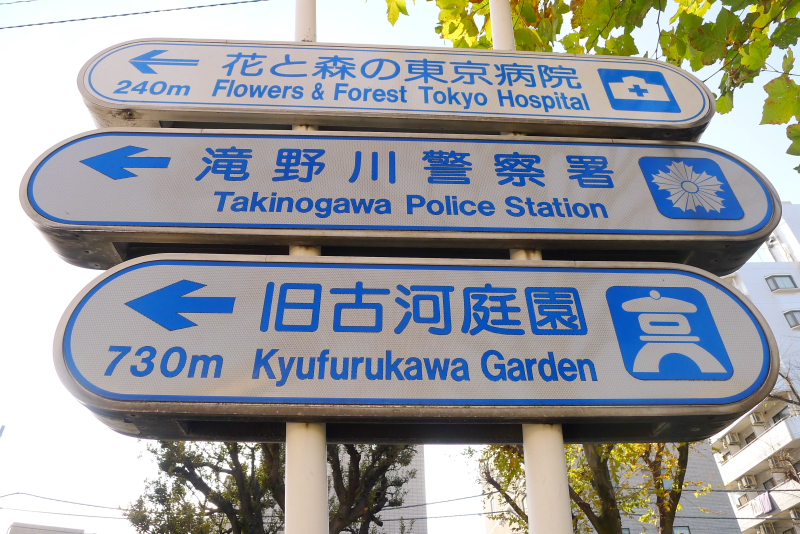 花と森の東京病院
240m Flowers & Forest Tokyo Hospital
滝野川警察署
Takinogawa Police Station
旧古河庭園
730m Kyufurukawa Garden